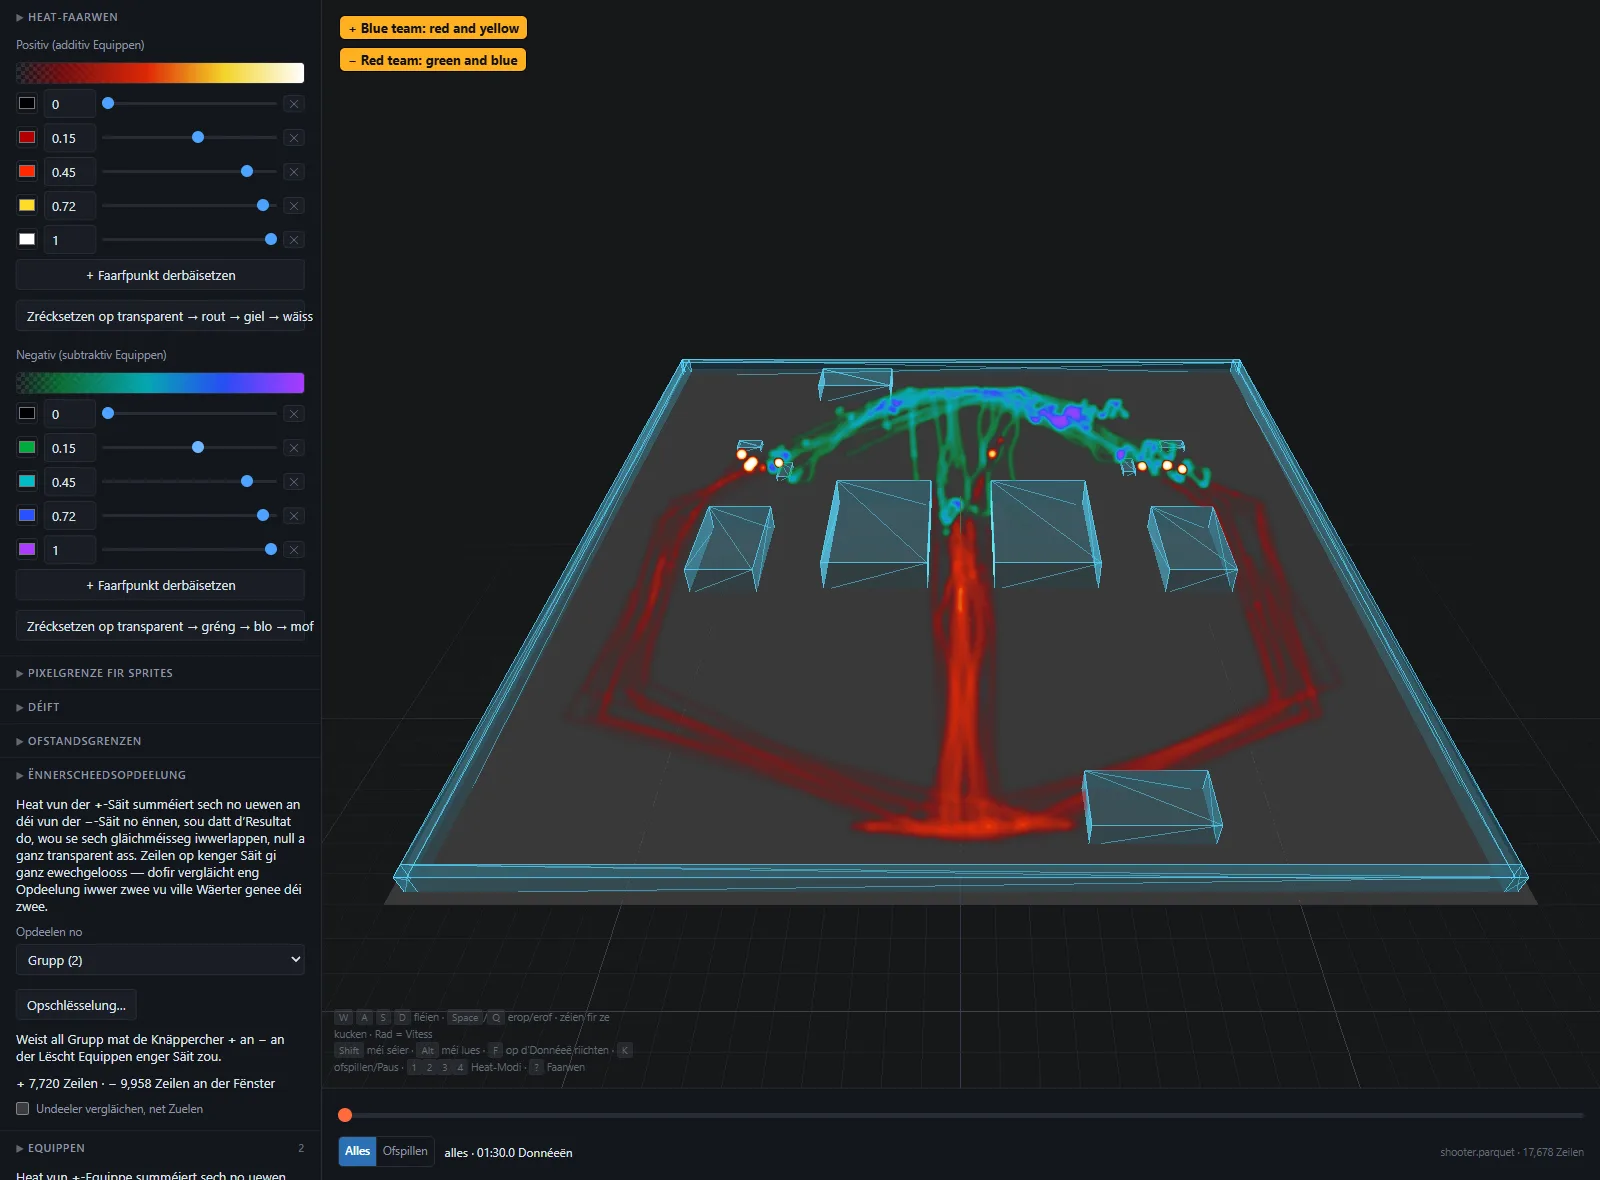 HEAT-FAARWEN
Positiv (additiv Equippen)
0
0.15
0.45
0.72
1
+ Faarfpunkt derbäisetzen
Zrécksetzen op transparent → rout → giel → wäiss
Negativ (subtraktiv Equippen)
0
0.15
0.45
0.72
1
+ Faarfpunkt derbäisetzen
Zrécksetzen op transparent → gréng → blo → mof
PIXELGRENZE FIR SPRITES
DÉIFT
OFSTANDSGRENZEN
ËNNERSCHEEDSOPDEELUNG
Heat vun der +-Säit summéiert sech no uewen an
déi vun der −-Säit no ënnen, sou datt d'Resultat
do, wou se sech gläichméisseg iwwerlappen, null a
ganz transparent ass. Zeilen op kenger Säit gi
ganz ewechgelooss — dofir vergläicht eng
Opdeelung iwwer zwee vu ville Wäerter genee déi
zwee.
Opdeelen no
Grupp (2)
Opschlësselung...
Weist all Grupp mat de Knäppercher + an − an
der Lëscht Equippen enger Säit zou.
+ 7,720 Zeilen · − 9,958 Zeilen an der Fënster
Undeeler vergläichen, net Zuelen
EQUIPPEN 2
Heat vun +-Equippe summéiert sech no uewen
+ Blue team: red and yellow
− Red team: green and blue
W A S D fléien · Space / Q erop/erof · zéien fir ze
kucken · Rad = Vitess
Shift méi séier · Alt méi lues · F op d'Donnéeë riichten · K
ofspillen/Paus · 1 2 3 4 Heat-Modi · ? Faarwen
Alles Ofspillen alles · 01:30.0 Donnéeën
shooter.parquet · 17,678 Zeilen